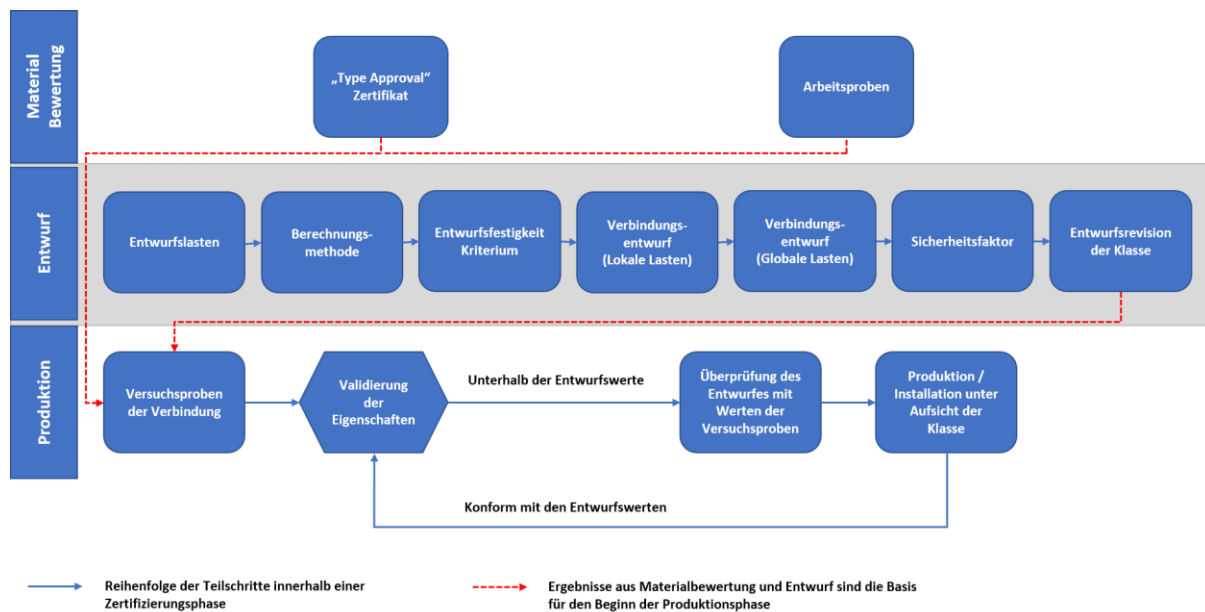 Material
Bewertung
„Type Approval“
Zertifikat
Arbeitsproben
Entwurf
Entwurfslasten
Berechnungs-
methode
Entwurfsfestigkeit
Kriterium
Verbindungs-
entwurf
(Lokale Lasten)
Verbindungs-
entwurf
(Globale Lasten)
Sicherheitsfaktor
Entwurfsrevision
der Klasse
Produktion
Versuchsproben
der Verbindung
Validierung
der
Eigenschaften
Unterhalb der Entwurfswerte
Überprüfung des
Entwurfes mit
Werten der
Versuchsproben
Produktion /
Installation unter
Aufsicht der
Klasse
Konform mit den Entwurfswerten
Reihenfolge der Teilschritte innerhalb einer
Zertifizierungsphase
Ergebnisse aus Materialbewertung und Entwurf sind die Basis
für den Beginn der Produktionsphase